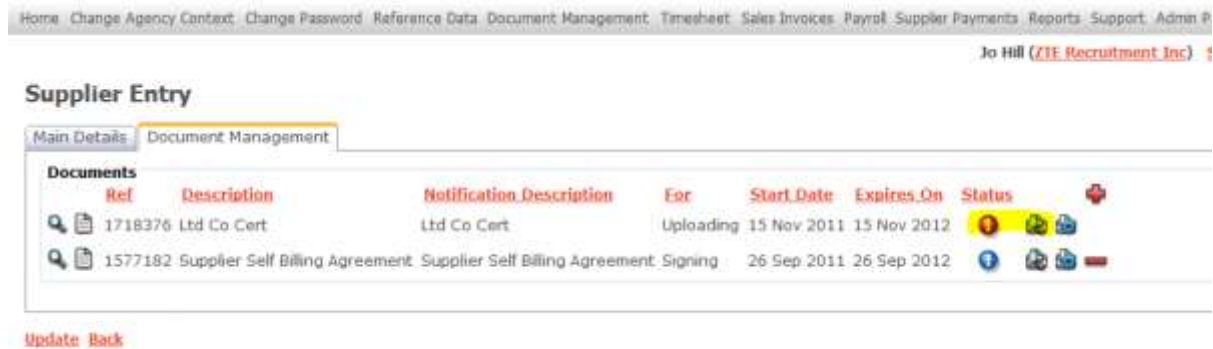 Home Change Agency Context Change Password Reference Data Document Management Timesheet Sales Invoices Payroll Supplier Payments Reports Support Admin P
Jo Hill (ZTE Recruitment Inc) S
Supplier Entry
Main Details Document Management
Documents
Ref Description Notification Description For Start Date Expires On Status
1718376 Ltd Co Cert Ltd Co Cert Uploading 15 Nov 2011 15 Nov 2012
1577182 Supplier Self Billing Agreement Supplier Self Billing Agreement Signing 26 Sep 2011 26 Sep 2012
Update Back